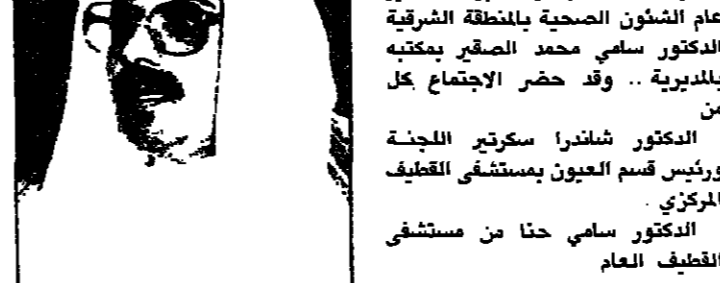 عام الشئون الصحية بالمنطقة الشرقية
الدكتور سامي محمد الصقير بمكتبه
بالمديرية .. وقد حضر الاجتماع كل
من
الدكتور شاندرا سكرتير اللجنة
ورئيس قسم العيون بمستشفى القطيف
المركزي .
الدكتور سامي حنا من مستشفى
القطيف العام